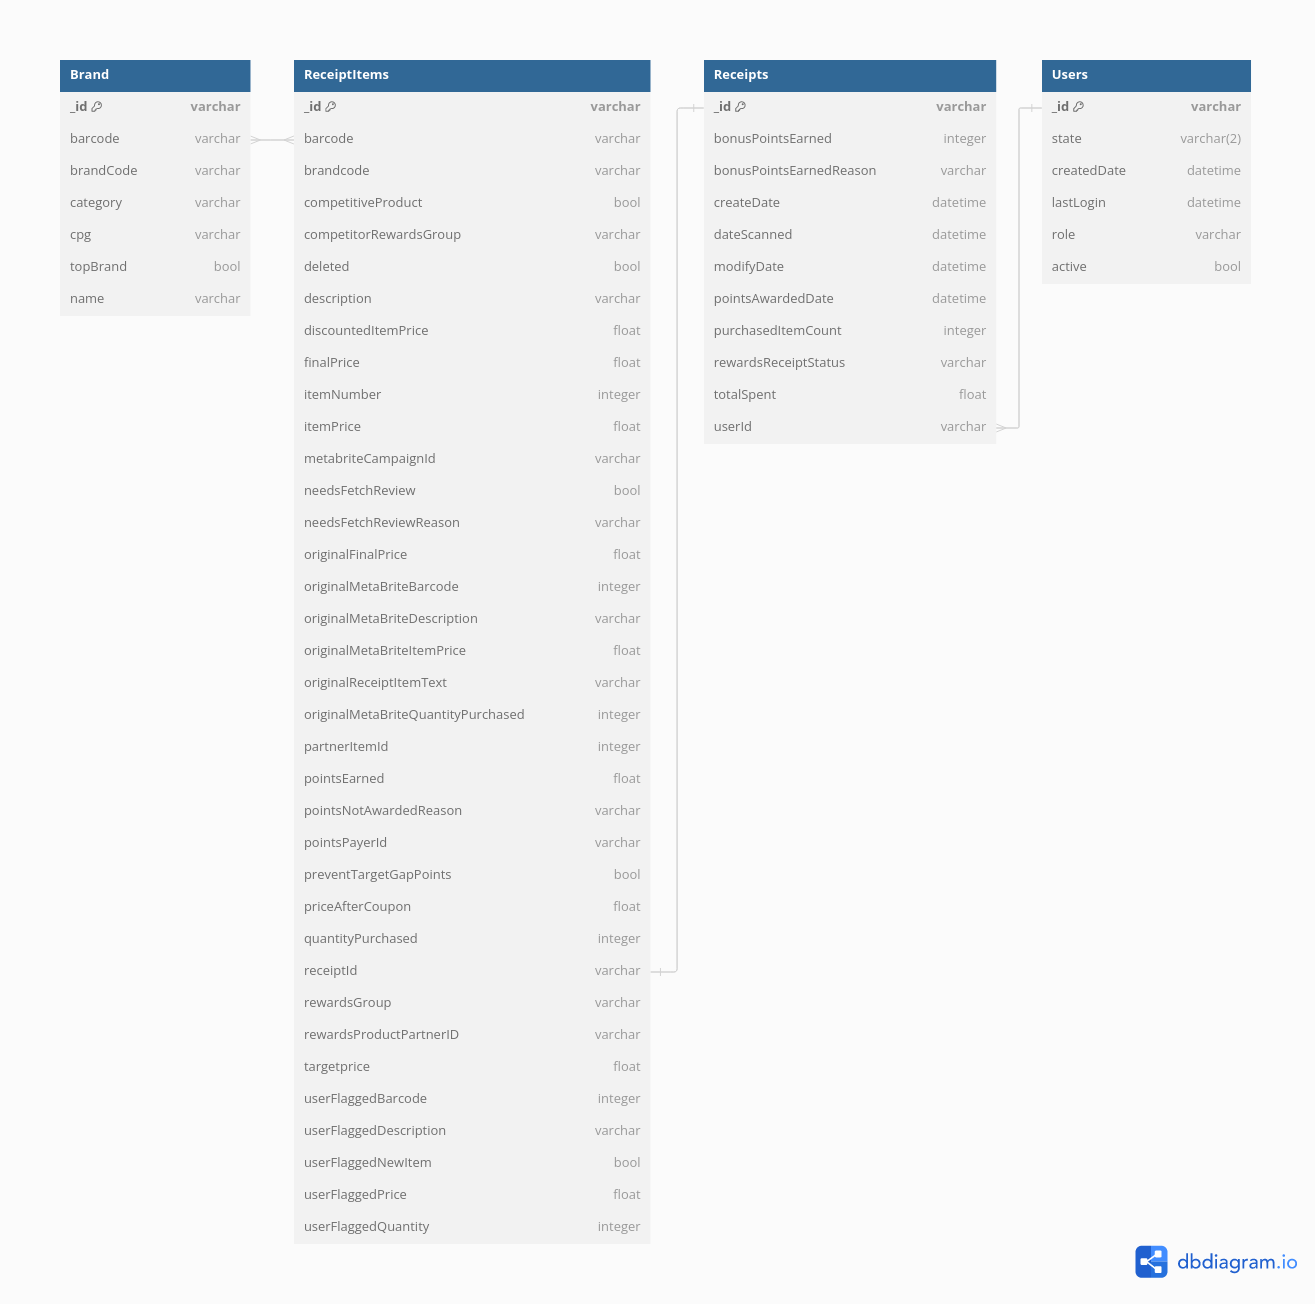 Brand
_id varchar
barcode varchar
brandCode varchar
category varchar
cpg varchar
topBrand bool
name varchar
ReceiptItems
_id varchar
barcode varchar
brandcode varchar
competitiveProduct bool
competitorRewardsGroup varchar
deleted bool
description varchar
discountedItemPrice float
finalPrice float
itemNumber integer
itemPrice float
metabriteCampaignId varchar
needsFetchReview bool
needsFetchReviewReason varchar
originalFinalPrice float
originalMetaBriteBarcode integer
originalMetaBriteDescription varchar
originalMetaBriteItemPrice float
originalReceiptItemText varchar
originalMetaBriteQuantityPurchased integer
partnerItemId integer
pointsEarned float
pointsNotAwardedReason varchar
pointsPayerId varchar
preventTargetGapPoints bool
priceAfterCoupon float
quantityPurchased integer
receiptId varchar
rewardsGroup varchar
rewardsProductPartnerID varchar
targetprice float
userFlaggedBarcode integer
userFlaggedDescription varchar
userFlaggedNewItem bool
userFlaggedPrice float
userFlaggedQuantity integer
Receipts
_id varchar
bonusPointsEarned integer
bonusPointsEarnedReason varchar
createDate datetime
dateScanned datetime
modifyDate datetime
pointsAwardedDate datetime
purchasedItemCount integer
rewardsReceiptStatus varchar
totalSpent float
userId varchar
Users
_id varchar
state varchar(2)
createdDate datetime
lastLogin datetime
role varchar
active bool
dbdiagram.io